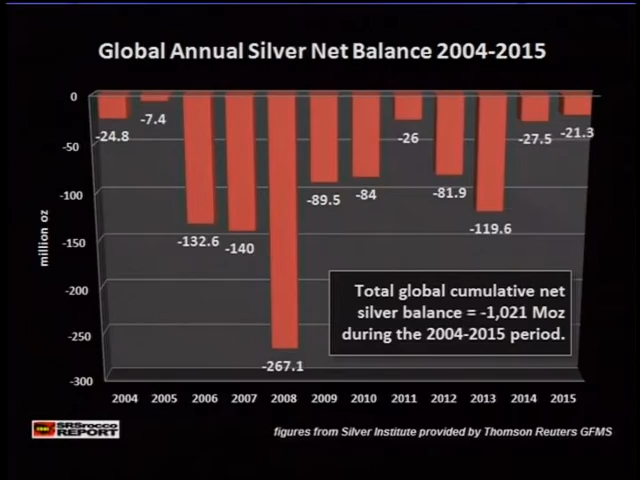 Global Annual Silver Net Balance 2004-2015
0
-50
-100
-150
-200
-250
-300
million oz
-24.8
-7.4
-132.6
-140
-267.1
-89.5
-84
-26
-81.9
-119.6
-27.5
-21.3
Total global cumulative net
silver balance = -1,021 Moz
during the 2004-2015 period.
2004 2005 2006 2007 2008 2009 2010 2011 2012 2013 2014 2015
SRSrocco
REPORT
figures from Silver Institute provided by Thomson Reuters GFMS